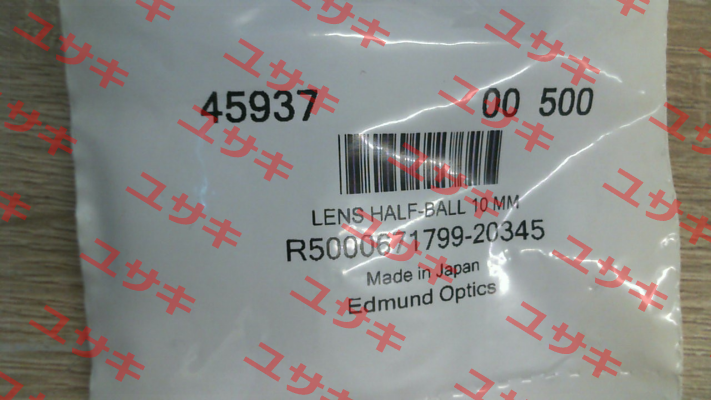 45937 00 500
LENS HALF-BALL 10 MM
R5000671799-20345
Made in Japan
Edmund Optics
ユサキ